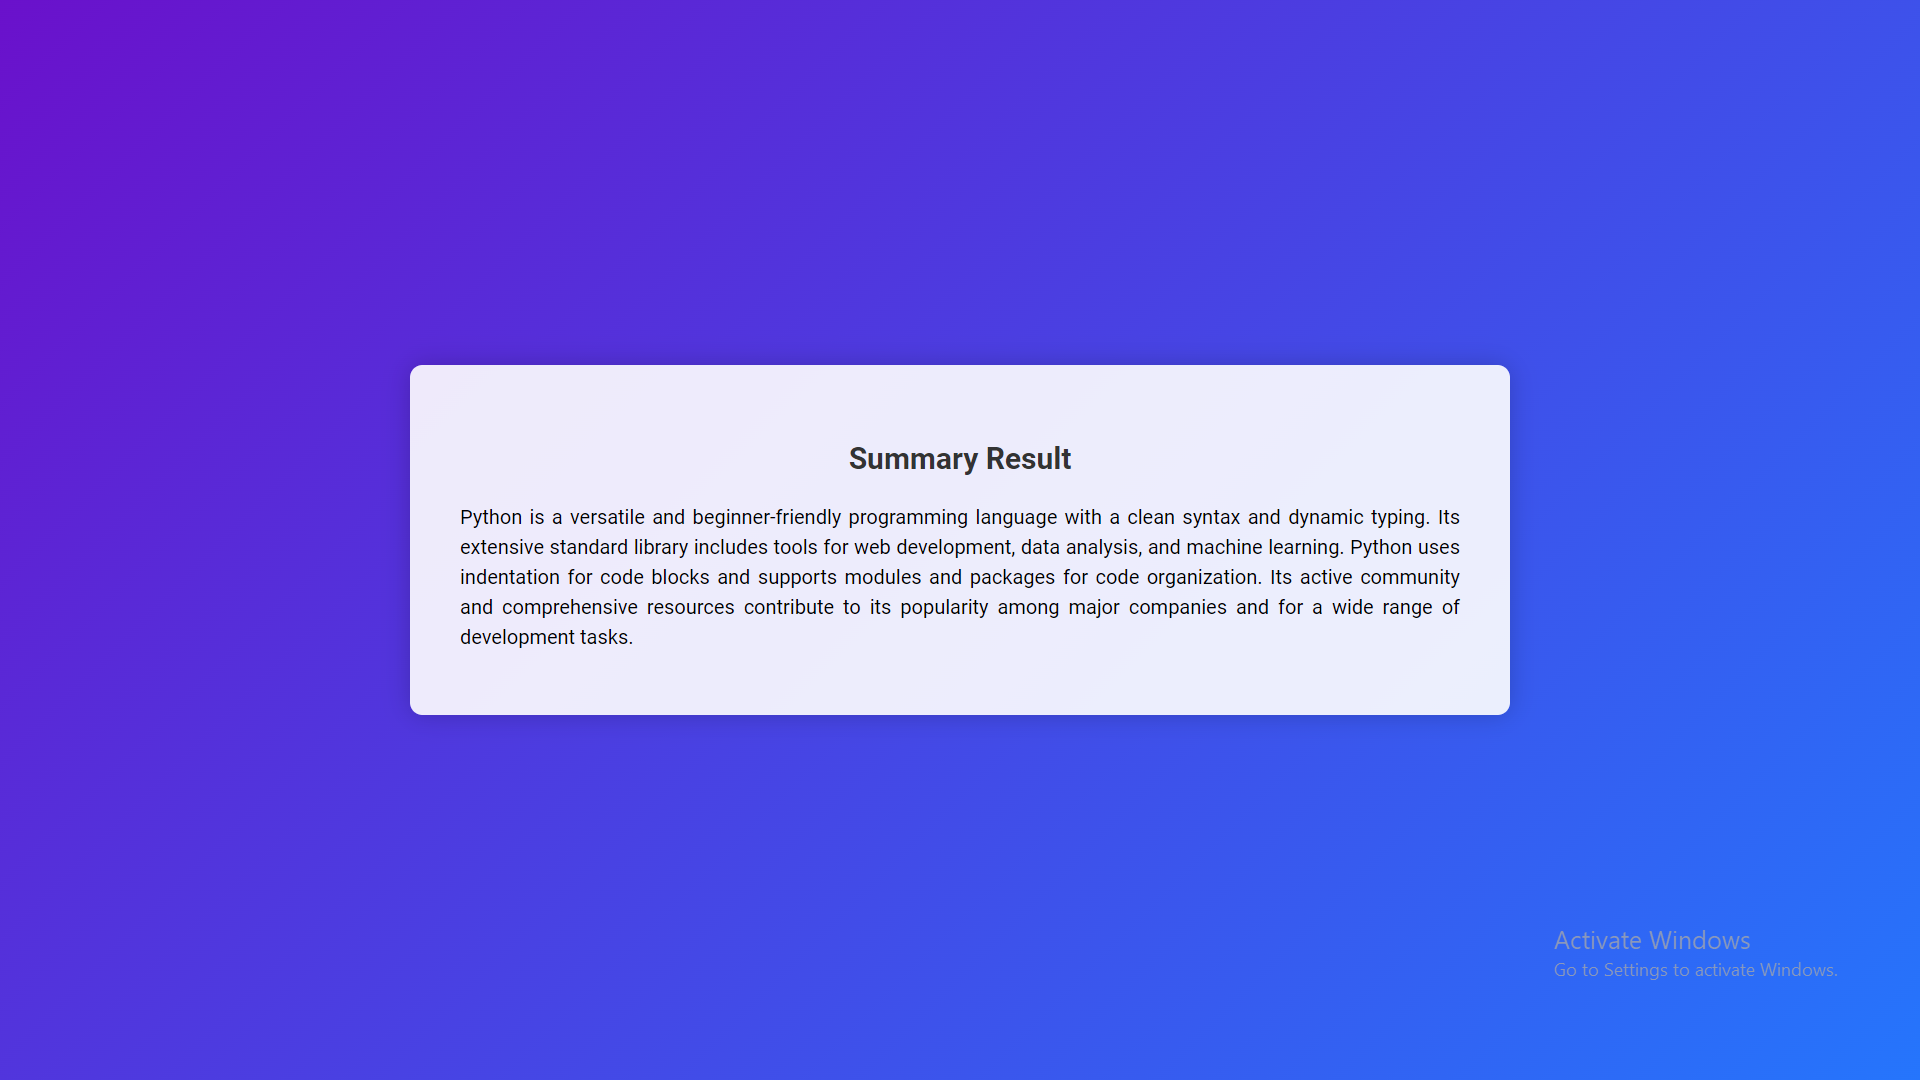 Summary Result
Python is a versatile and beginner-friendly programming language with a clean syntax and dynamic typing. Its
extensive standard library includes tools for web development, data analysis, and machine learning. Python uses
indentation for code blocks and supports modules and packages for code organization. Its active community
and comprehensive resources contribute to its popularity among major companies and for a wide range of
development tasks.
Activate Windows
Go to Settings to activate Windows.